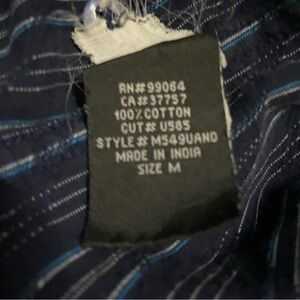 RN#99064
CA#37757
100%COTTON
CUT# U585
STYLE# M549UAND
MADE IN INDIA
SIZE M